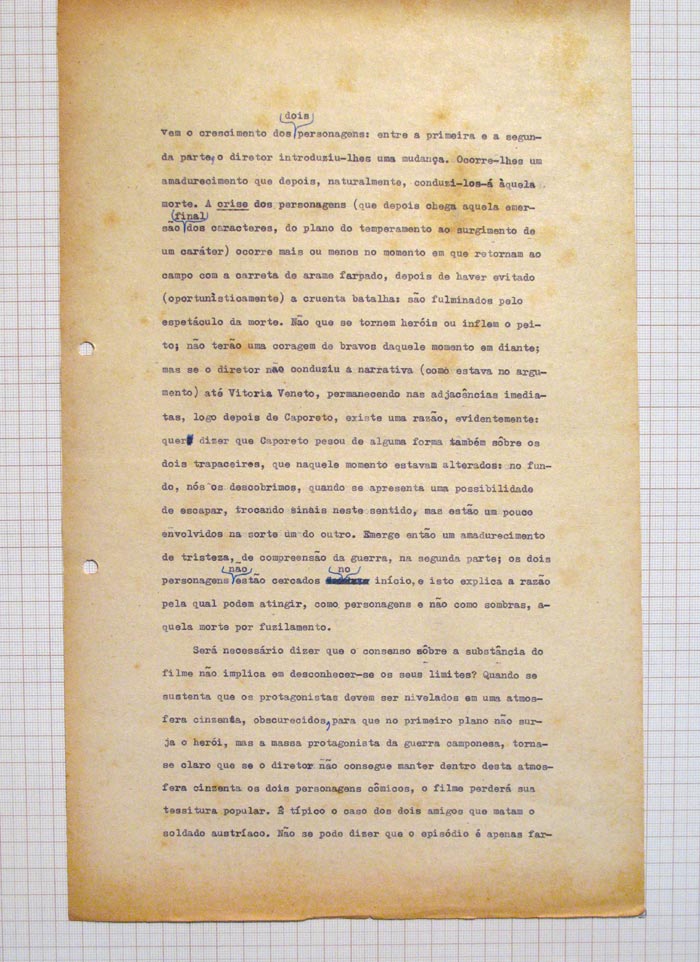 dois
Vem o crescimento dos personagens: entre a primeira e a segun-
da parte, o diretor introduziu-lhes uma mudança. Ocorre-lhes um
amadurecimento que depois, naturalmente, conduzi-los-á àquela
morte. A crise dos personagens (que depois chega aquela emer-
(final)
são dos caracteres, do plano do temperamento ao surgimento de
um caráter) ocorre mais ou menos no momento em que retornam ao
campo com a carreta de arame farpado, depois de haver evitado
(oportunìsticamente) a cruenta batalha: são fulminados pelo
espetáculo da morte. Não que se tornem heróis ou inflem o pei-
to; não terão uma coragem de bravos daquele momento em diante;
mas se o diretor não conduziu a narrativa (como estava no argu-
mento) até Vitoria Veneto, permanecendo nas adjacências imedia-
tas, logo depois de Caporeto, existe uma razão, evidentemente:
quer dizer que Caporeto pesou de alguma forma também sôbre os
dois trapaceires, que naquele momento estavam alterados: no fun-
do, nós os descobrimos, quando se apresenta uma possibilidade
de escapar, trocando sinais neste sentido, mas estão um pouco
envolvidos na sorte um do outro. Emerge então um amadurecimento
de tristeza, de compreensão da guerra, na segunda parte; os dois
não no
personagens estão cercados início, e isto explica a razão
pela qual podem atingir, como personagens e não como sombras, a-
quela morte por fuzilamento.
Será necessário dizer que o consenso sôbre a substância do
filme não implica em desconhecer-se os seus limites? Quando se
sustenta que os protagonistas devem ser nivelados em uma atmos-
fera cinzenta, obscurecidos, para que no primeiro plano não sur-
ja o herói, mas a massa protagonista da guerra camponesa, torna-
se claro que se o diretor não consegue manter dentro desta atmos-
fera cinzenta os dois personagens cômicos, o filme perderá sua
tessitura popular. É típico o caso dos dois amigos que matam o
soldado austríaco. Não se pode dizer que o episódio é apenas far-